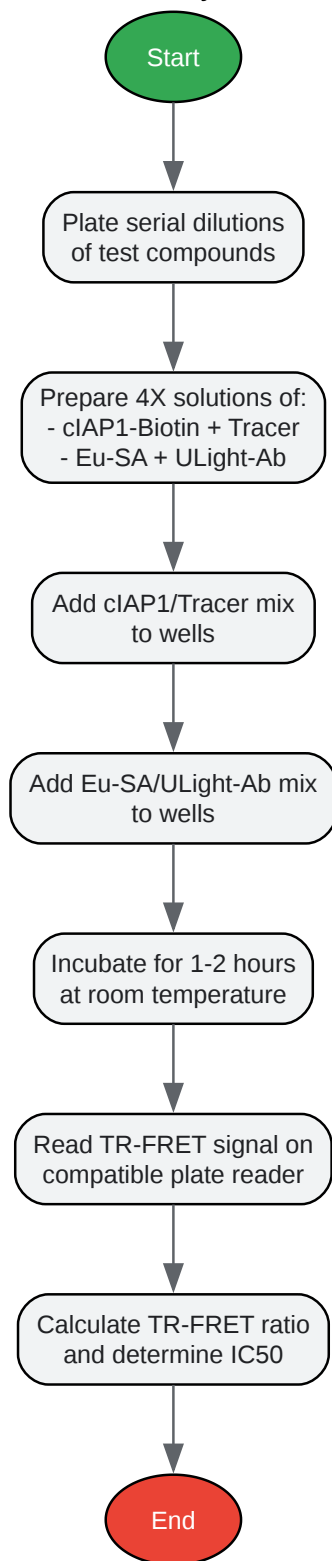 Start
Plate serial dilutions
of test compounds
Prepare 4X solutions of:
- cIAP1-Biotin + Tracer
- Eu-SA + ULight-Ab
Add cIAP1/Tracer mix
to wells
Add Eu-SA/ULight-Ab mix
to wells
Incubate for 1-2 hours
at room temperature
Read TR-FRET signal on
compatible plate reader
Calculate TR-FRET ratio
and determine IC50
End